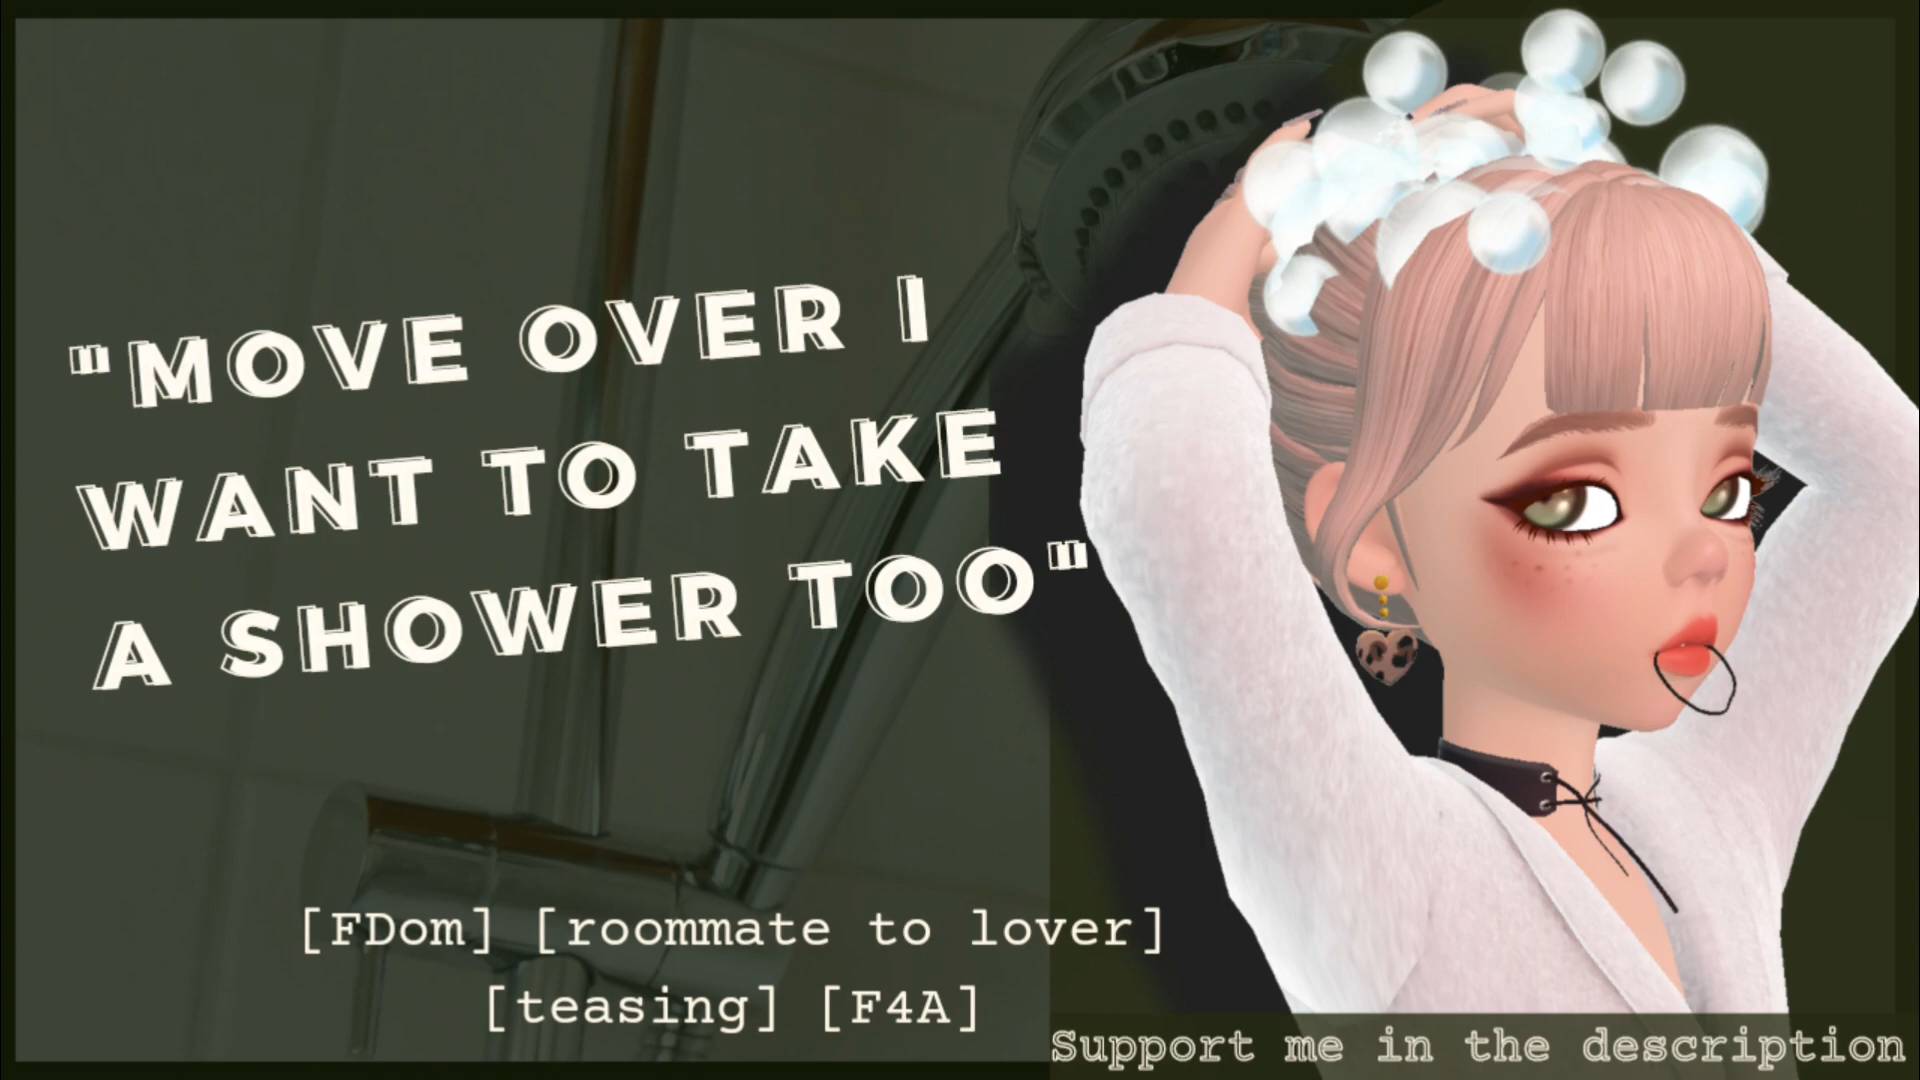 "MOVE OVER I
WANT TO TAKE
A SHOWER TOO"
[FDom] [roommate to lover]
[teasing] [F4A]
Support me in the description